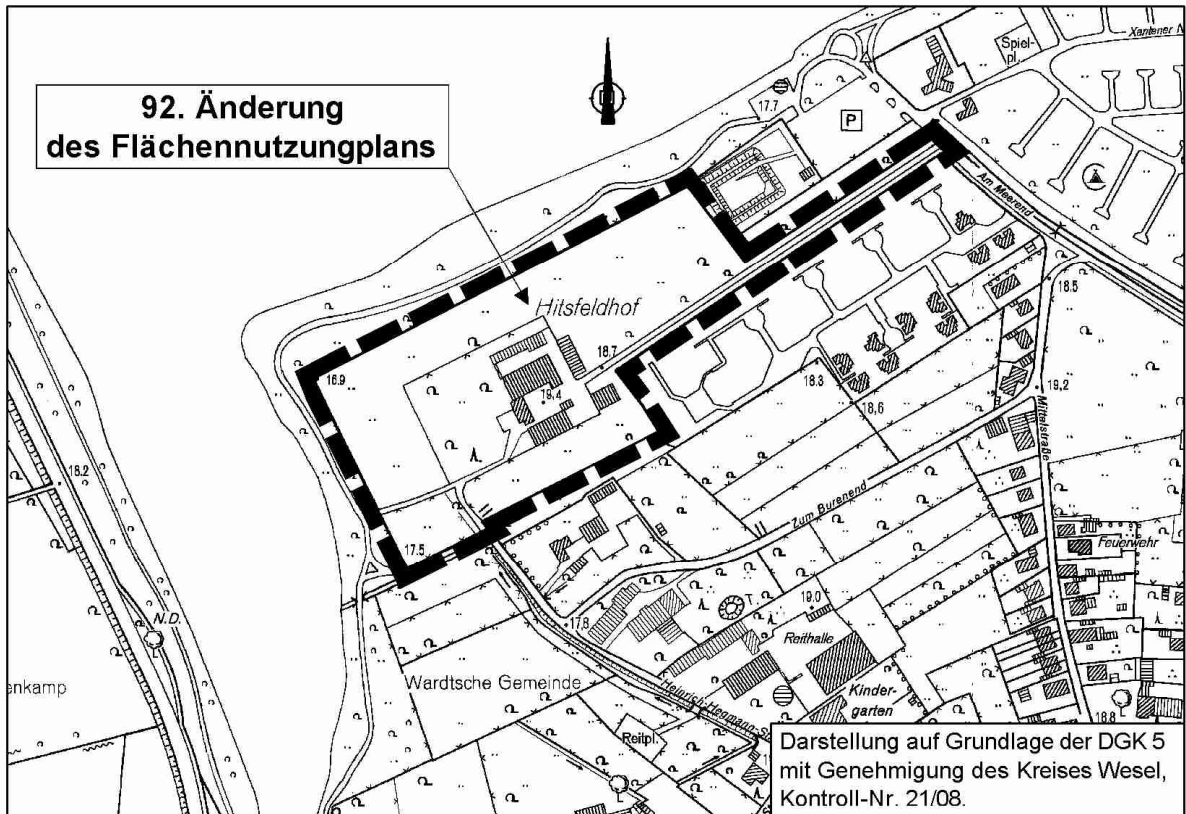 Xantener N
Spiel-
pl.
92. Änderung
des Flächennutzungplans
17.7
P
Am Meerend
Hitsfeldhof
18.5
18.7
16.9
18.3
19,2
19,4
18,6
Mittelstraße
18.2
Zum Burenend
17.5
Feuerwehr
N.D.
T
17,8
19,0
Reithalle
enkamp
Wardtsche Gemeinde
Heinrich-Hegmann-S
Kinder-
garten
Reitpl.
18.8
Darstellung auf Grundlage der DGK 5
mit Genehmigung des Kreises Wesel,
Kontroll-Nr. 21/08.